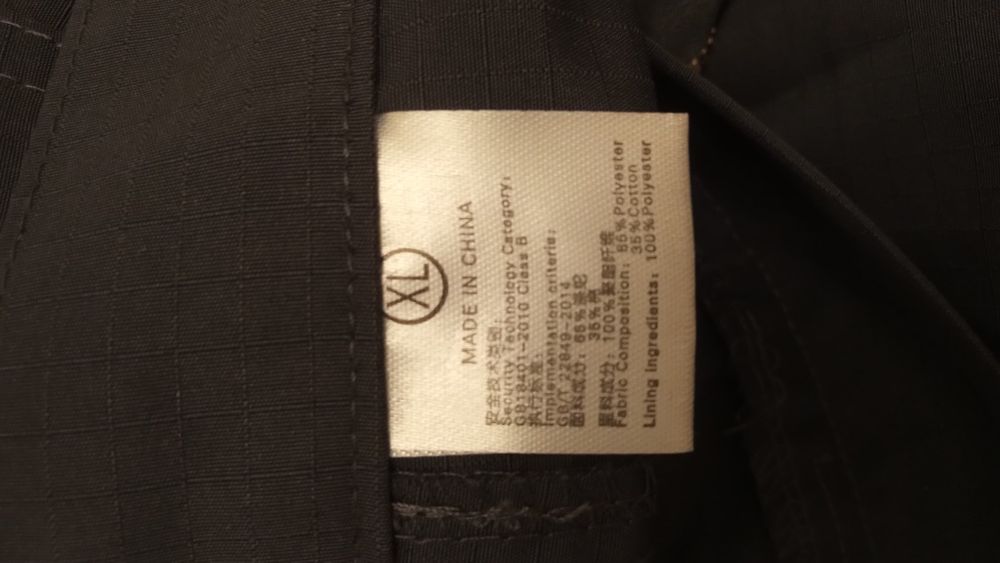 XL
MADE IN CHINA
安全技术类别：
Security Technology Category:
GB18401-2010 Class B
执行标准：
Implementation criteria:
GB/T 22849-2014
面料成分：65%涤纶
35%棉
里料成分：100%聚酯纤维
Fabric Composition: 65%Polyester
35%Cotton
Lining ingredients: 100%Polyester